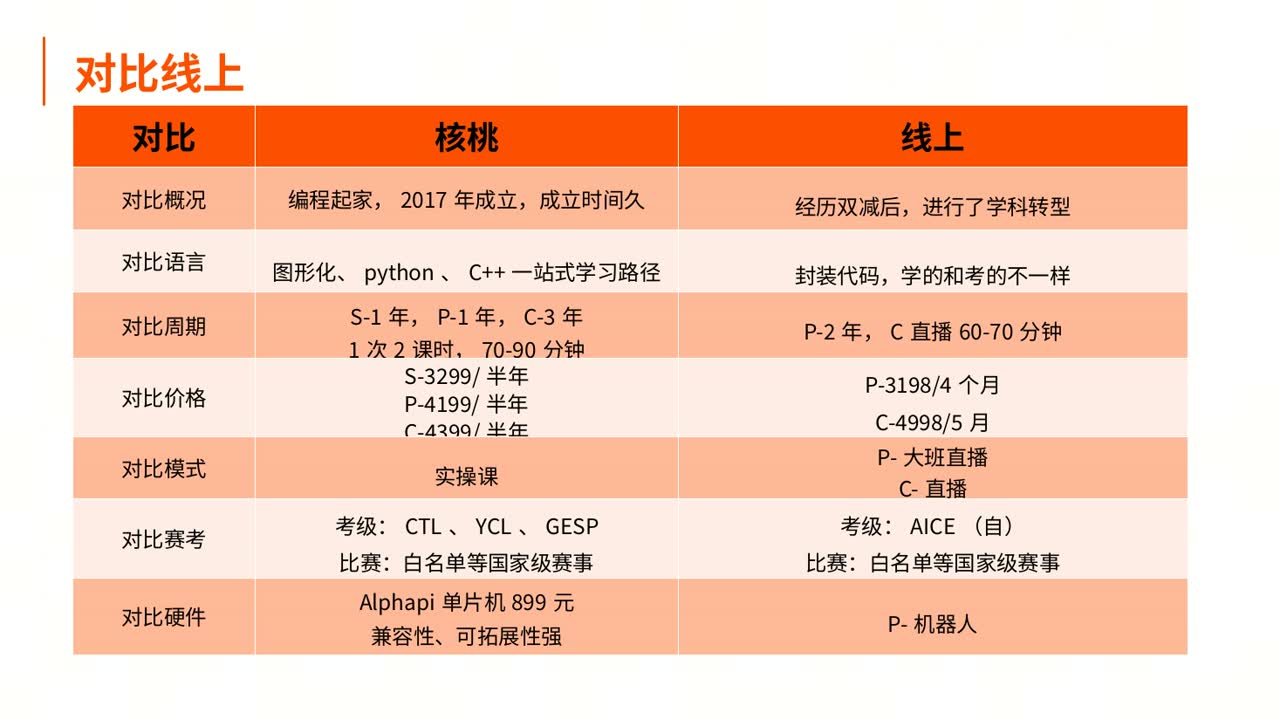 对比线上
对比 核桃 线上
对比概况 编程起家， 2017 年成立，成立时间久 经历双减后，进行了学科转型
对比语言 图形化、 python 、 C++ 一站式学习路径 封装代码，学的和考的不一样
对比周期 S-1 年， P-1 年， C-3 年
1 次 2 课时， 70-90 分钟 P-2 年， C 直播 60-70 分钟
对比价格 S-3299/ 半年
P-4199/ 半年
C-4399/ 半年 P-3198/4 个月
C-4998/5 月
对比模式 实操课 P- 大班直播
C- 直播
对比赛考 考级： CTL 、 YCL 、 GESP
比赛：白名单等国家级赛事 考级： AICE （自）
比赛：白名单等国家级赛事
对比硬件 Alphapi 单片机 899 元
兼容性、可拓展性强 P- 机器人